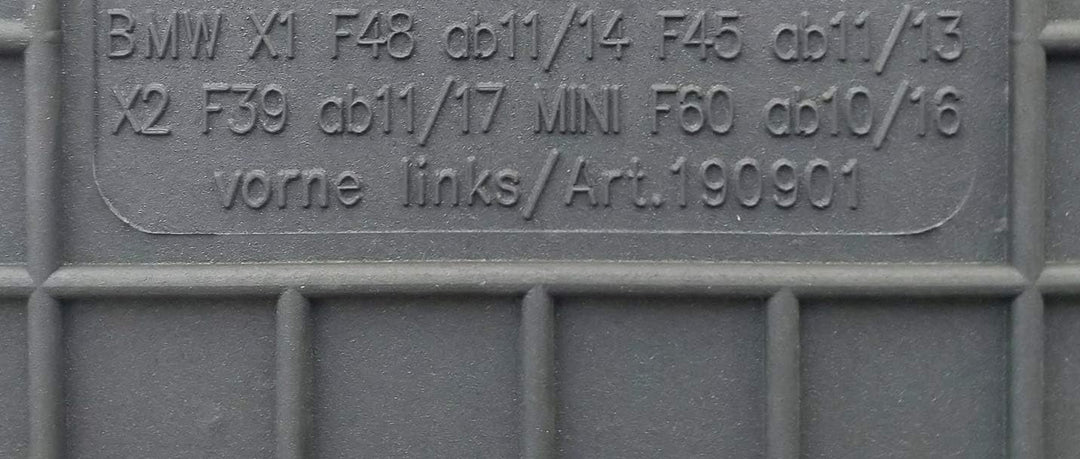 BMW X1 F48 ab11/14 F45 ab11/13
X2 F39 ab11/17 MINI F60 ab10/16
vorne links/Art.190901